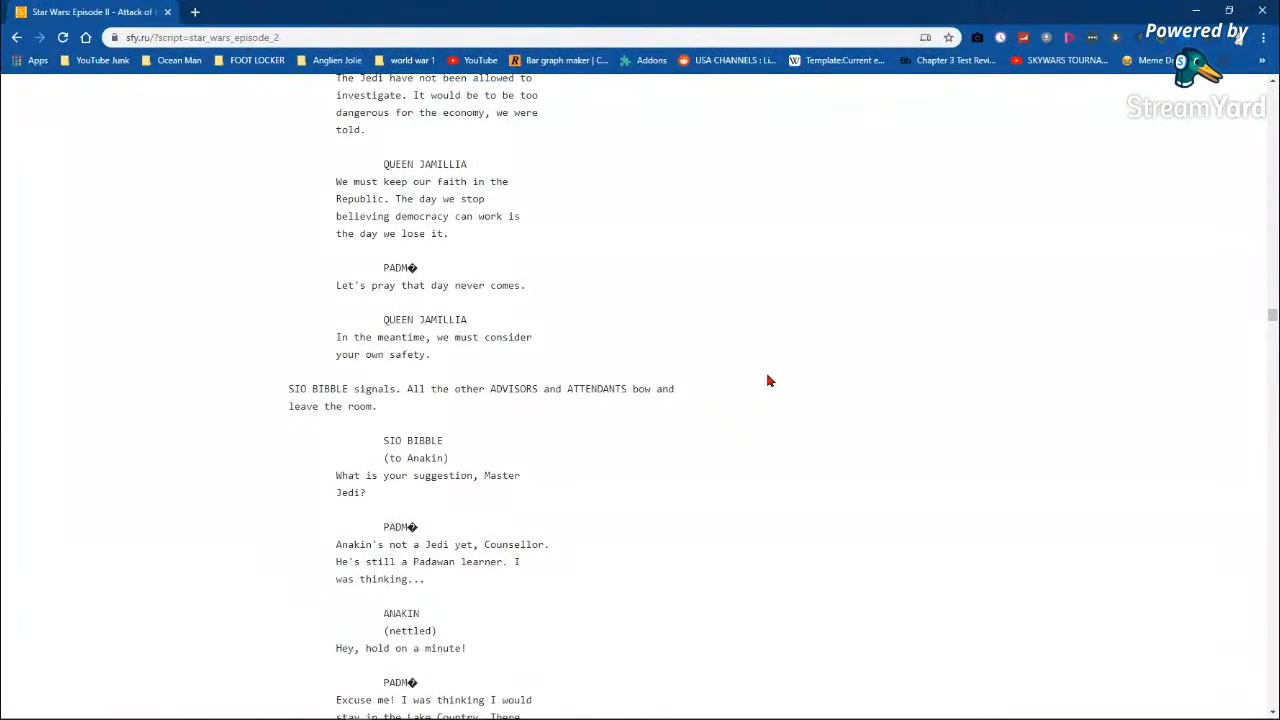 Star Wars: Episode II - Attack of
Powered by
sfy.ru/?script=star_wars_episode_2
Apps YouTube Junk Ocean Man FOOT LOCKER Anglien Jolie world war 1 YouTube Bar graph maker | C... Addons USA CHANNELS : Li... Template:Current e... Chapter 3 Test Revi... SKYWARS TOURNA...
StreamYard
The Jedi have not been allowed to
investigate. It would be to be too
dangerous for the economy, we were
told.
QUEEN JAMILLIA
We must keep our faith in the
Republic. The day we stop
believing democracy can work is
the day we lose it.
PADM�
Let's pray that day never comes.
QUEEN JAMILLIA
In the meantime, we must consider
your own safety.
SIO BIBBLE signals. All the other ADVISORS and ATTENDANTS bow and
leave the room.
SIO BIBBLE
(to Anakin)
What is your suggestion, Master
Jedi?
PADM�
Anakin's not a Jedi yet, Counsellor.
He's still a Padawan learner. I
was thinking...
ANAKIN
(nettled)
Hey, hold on a minute!
PADM�
Excuse me! I was thinking I would
stay in the Lake Country. There